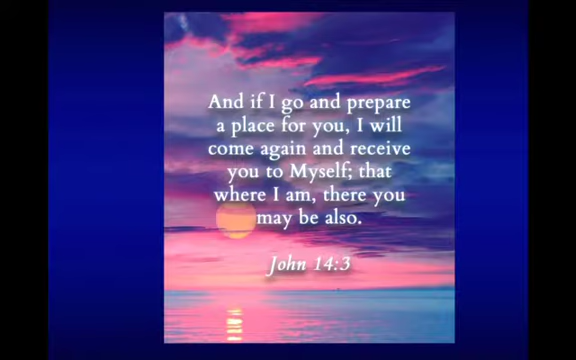 And if I go and prepare
a place for you, I will
come again and receive
you to Myself; that
where I am, there you
may be also.
John 14:3